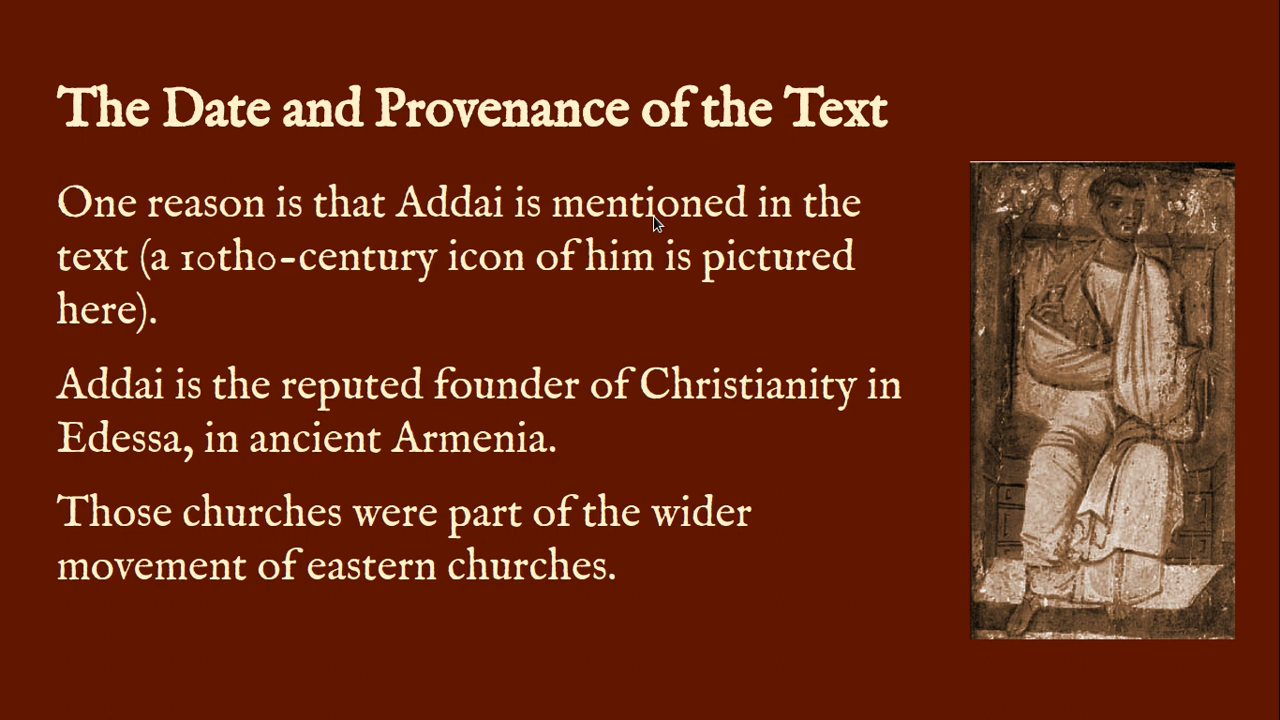 The Date and Provenance of the Text
One reason is that Addai is mentioned in the
text (a 10tho-century icon of him is pictured
here).
Addai is the reputed founder of Christianity in
Edessa, in ancient Armenia.
Those churches were part of the wider
movement of eastern churches.